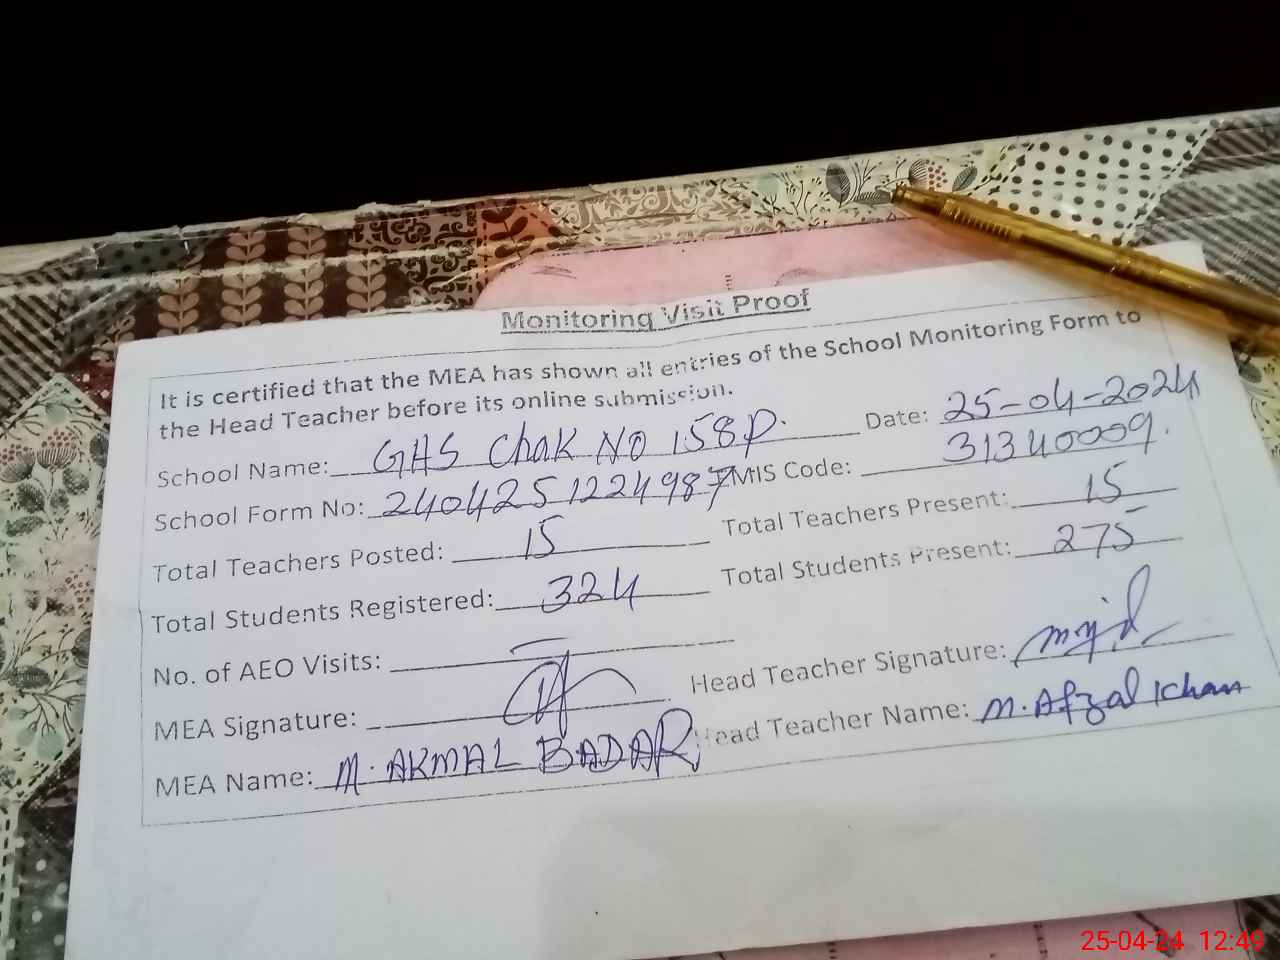 Monitoring Visit Proof
It is certified that the MEA has shown all entries of the School Monitoring Form to
the Head Teacher before its online submission.
School Name: GHS Chak No 158P. Date: 25-04-2024
School Form No: 2404251224987 EMIS Code: 31340009.
Total Teachers Posted: 15 Total Teachers Present: 15
Total Students Registered: 324 Total Students Present: 275
No. of AEO Visits: —
MEA Signature: Head Teacher Signature:
MEA Name: M. AKMAL BADAR Head Teacher Name: M. Afzal Khan
25-04-24 12:49